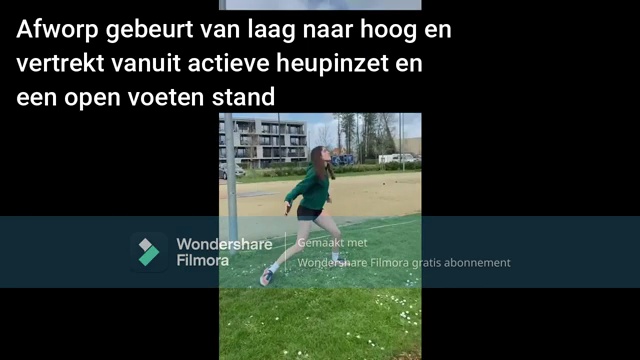 Afworp gebeurt van laag naar hoog en
vertrekt vanuit actieve heupinzet en
een open voeten stand
Wondershare
Filmora
Gemaakt met
Wondershare Filmora gratis abonnement